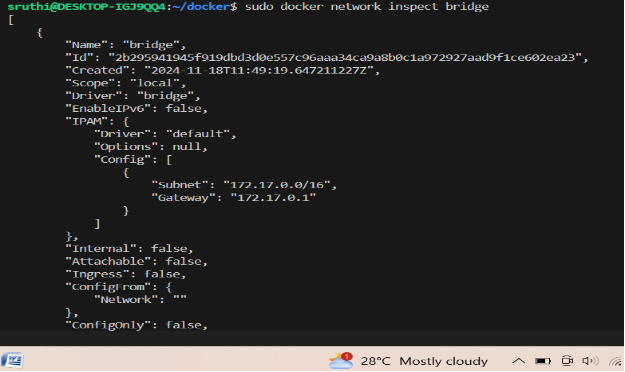 sruthi@DESKTOP-IGJ9QQ4:~/docker$ sudo docker network inspect bridge
[
    {
        "Name": "bridge",
        "Id": "2b295941945f919dbd3d0e557c96aaa34ca9a8b0c1a972927aad9f1ce602ea23",
        "Created": "2024-11-18T11:49:19.647211227Z",
        "Scope": "local",
        "Driver": "bridge",
        "EnableIPv6": false,
        "IPAM": {
            "Driver": "default",
            "Options": null,
            "Config": [
                {
                    "Subnet": "172.17.0.0/16",
                    "Gateway": "172.17.0.1"
                }
            ]
        },
        "Internal": false,
        "Attachable": false,
        "Ingress": false,
        "ConfigFrom": {
            "Network": ""
        },
        "ConfigOnly": false,
W 1 28°C Mostly cloudy